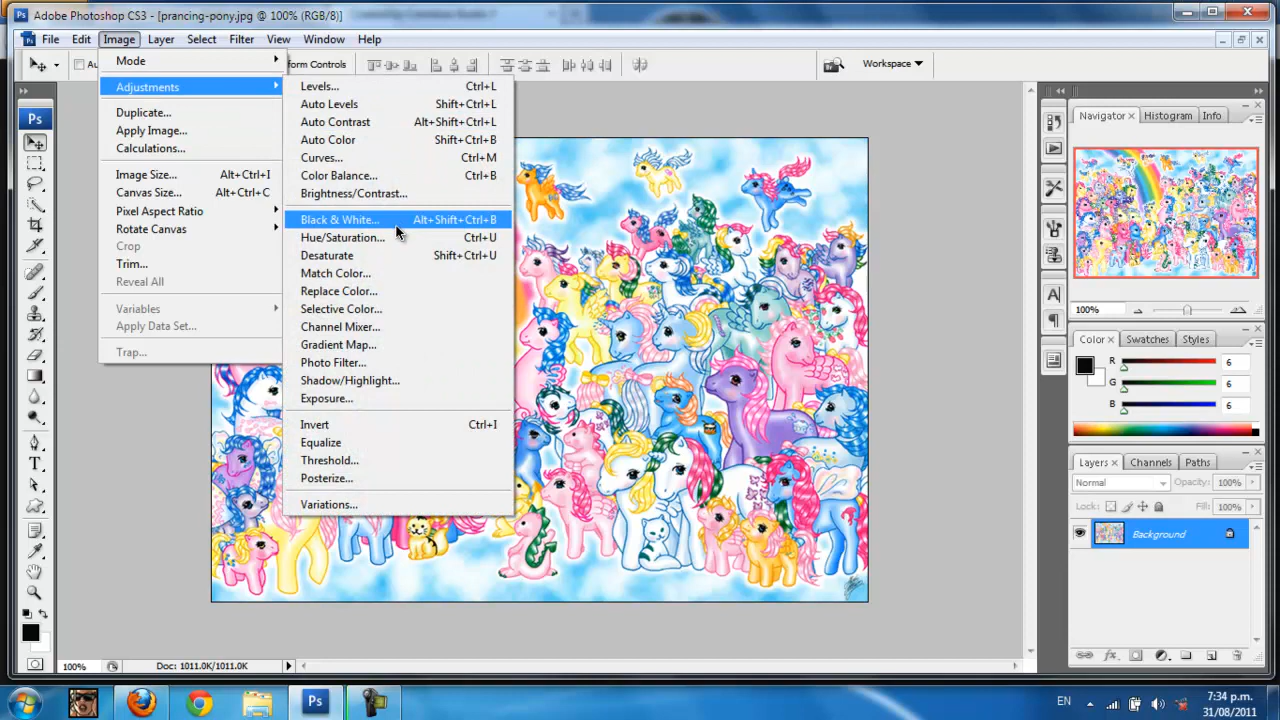 Adobe Photoshop CS3 - [prancing-pony.jpg @ 100% (RGB/8)]
File Edit Image Layer Select Filter View Window Help
Au form Controls Workspace
Mode
Adjustments
Duplicate...
Apply Image...
Calculations...
Image Size... Alt+Ctrl+I
Canvas Size... Alt+Ctrl+C
Pixel Aspect Ratio
Rotate Canvas
Crop
Trim...
Reveal All
Variables
Apply Data Set...
Trap...
Levels... Ctrl+L
Auto Levels Shift+Ctrl+L
Auto Contrast Alt+Shift+Ctrl+L
Auto Color Shift+Ctrl+B
Curves... Ctrl+M
Color Balance... Ctrl+B
Brightness/Contrast...
Black & White... Alt+Shift+Ctrl+B
Hue/Saturation... Ctrl+U
Desaturate Shift+Ctrl+U
Match Color...
Replace Color...
Selective Color...
Channel Mixer...
Gradient Map...
Photo Filter...
Shadow/Highlight...
Exposure...
Invert Ctrl+I
Equalize
Threshold...
Posterize...
Variations...
Navigator Histogram Info
100%
Color Swatches Styles
R 6
G 6
B 6
Layers Channels Paths
Normal Opacity: 100%
Lock: Fill: 100%
Background
100% Doc: 1011.0K/1011.0K
Ps
Ps
EN 7:34 p.m.
31/08/2011